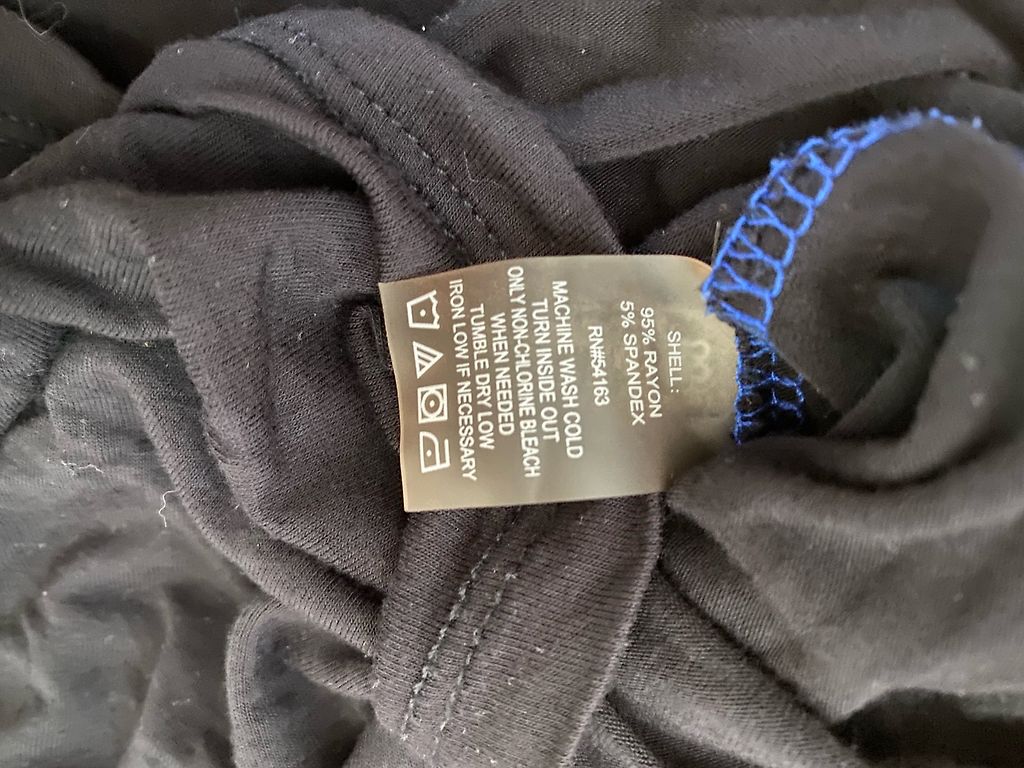 SHELL:
95% RAYON
5% SPANDEX
RN#54163
MACHINE WASH COLD
TURN INSIDE OUT
ONLY NON-CHLORINE BLEACH
WHEN NEEDED
TUMBLE DRY LOW
IRON LOW IF NECESSARY